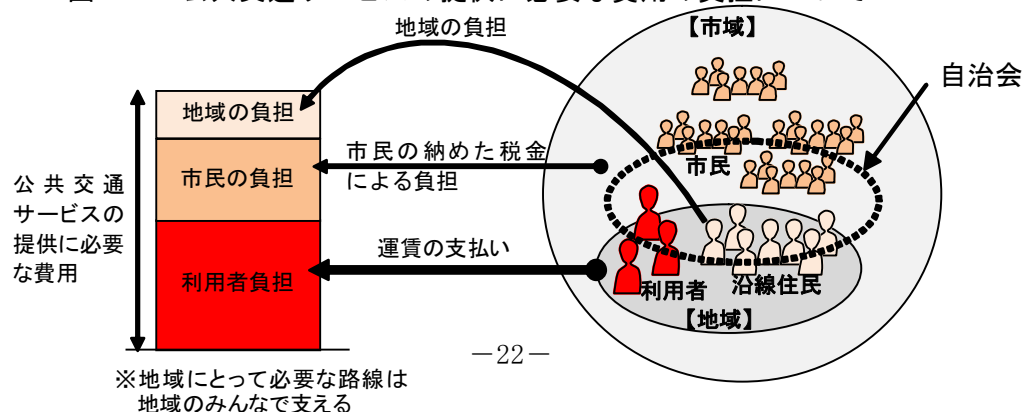 地域の負担
【市域】
自治会
地域の負担
市民の負担
利用者負担
公共交通
サービスの
提供に必要
な費用
市民の納めた税金
による負担
運賃の支払い
市民
利用者
沿線住民
【地域】
－22－
※地域にとって必要な路線は
地域のみんなで支える